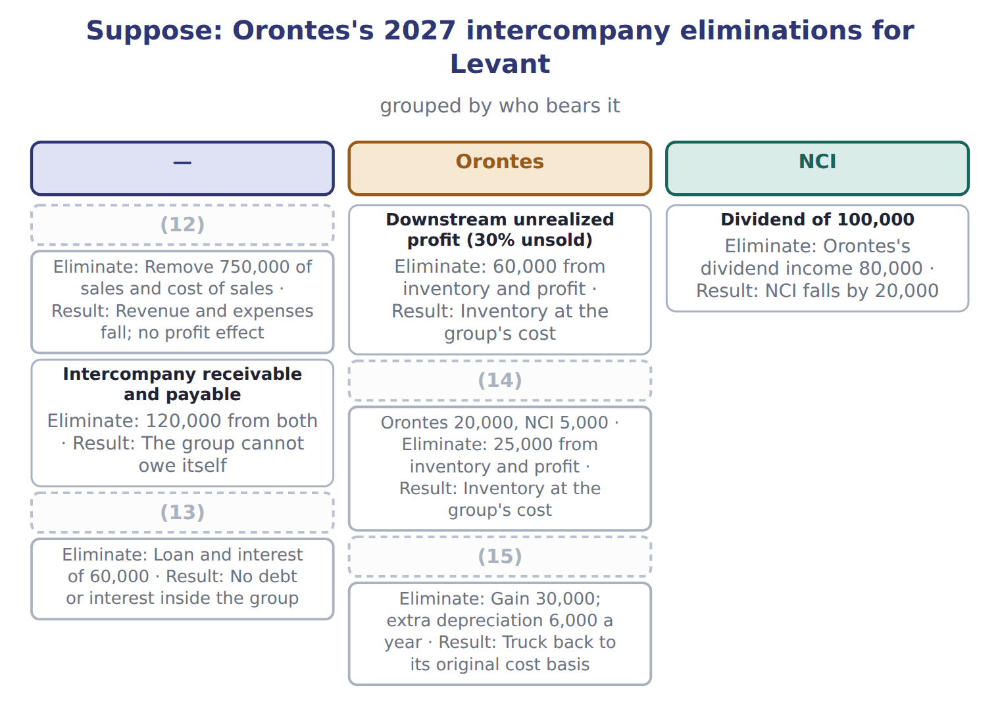 Suppose: Orontes's 2027 intercompany eliminations for
Levant
grouped by who bears it
—
(12)
Eliminate: Remove 750,000 of
sales and cost of sales ·
Result: Revenue and expenses
fall; no profit effect
Intercompany receivable
and payable
Eliminate: 120,000 from both
· Result: The group cannot
owe itself
(13)
Eliminate: Loan and interest
of 60,000 · Result: No debt
or interest inside the group
Orontes
Downstream unrealized
profit (30% unsold)
Eliminate: 60,000 from
inventory and profit ·
Result: Inventory at the
group's cost
(14)
Orontes 20,000, NCI 5,000 ·
Eliminate: 25,000 from
inventory and profit ·
Result: Inventory at the
group's cost
(15)
Eliminate: Gain 30,000;
extra depreciation 6,000 a
year · Result: Truck back to
its original cost basis
NCI
Dividend of 100,000
Eliminate: Orontes's
dividend income 80,000 ·
Result: NCI falls by 20,000